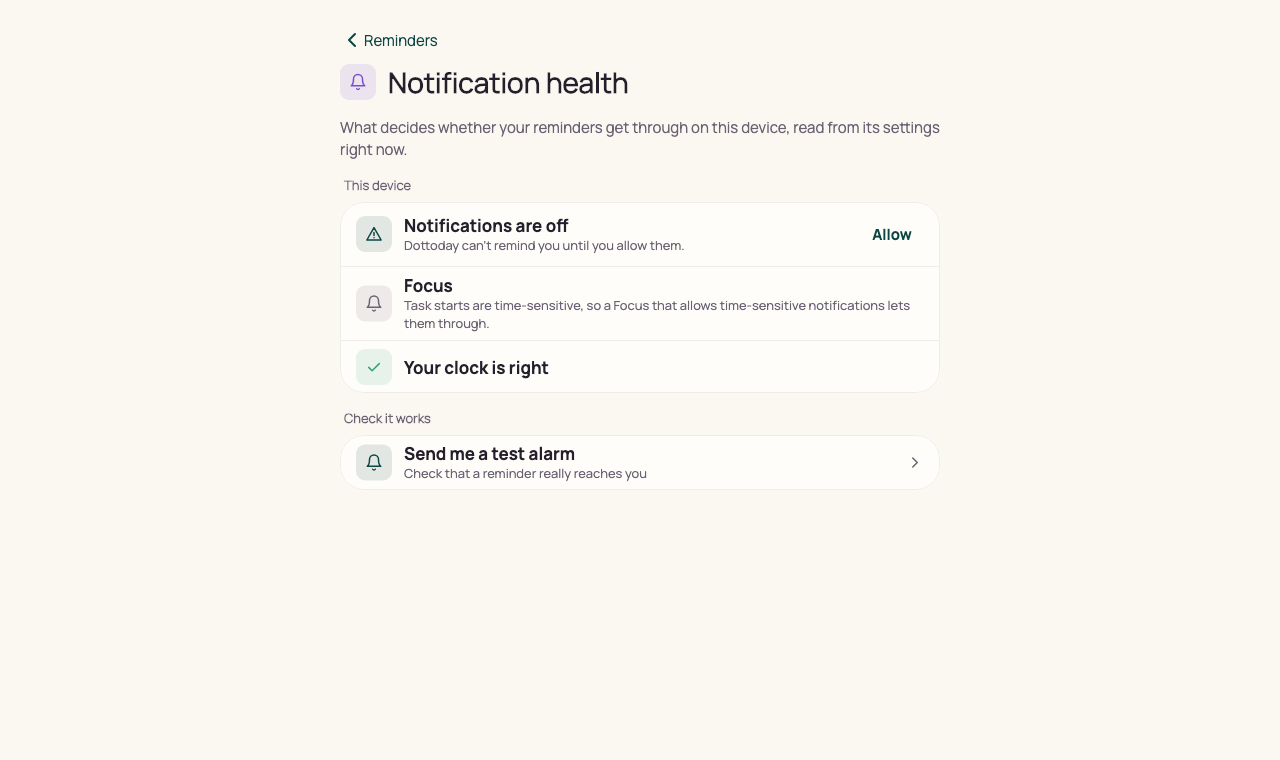 Reminders
Notification health
What decides whether your reminders get through on this device, read from its settings
right now.
This device
Notifications are off
Dottoday can't remind you until you allow them.
Allow
Focus
Task starts are time-sensitive, so a Focus that allows time-sensitive notifications lets
them through.
Your clock is right
Check it works
Send me a test alarm
Check that a reminder really reaches you